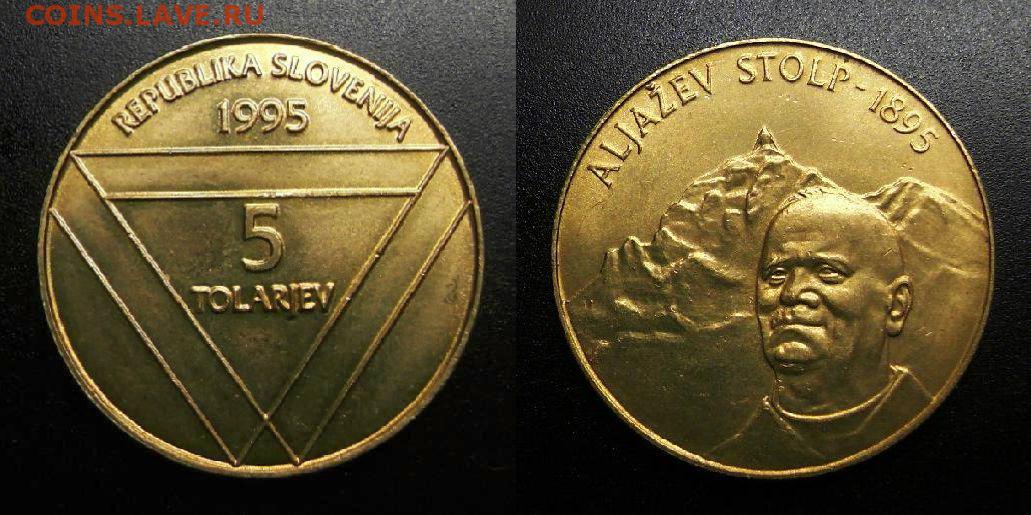 COINS.LAVE.RU
REPUBLIKA SLOVENIJA
1995
5
TOLARJEV
ALJAŽEV STOLP - 1895